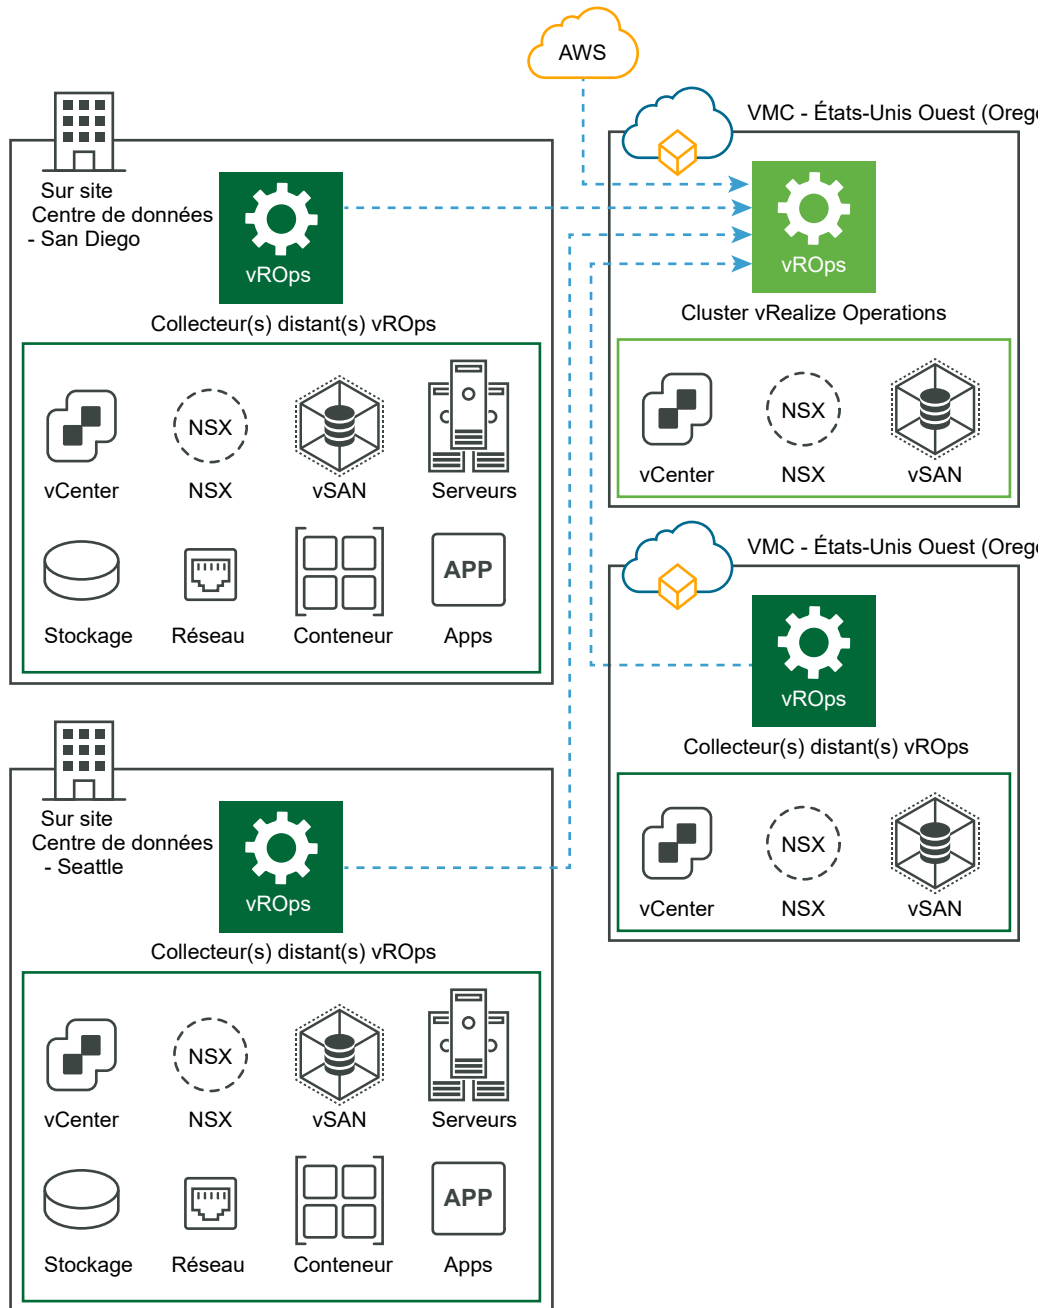 AWS
Sur site
Centre de données
- San Diego
vROps
Collecteur(s) distant(s) vROps
NSX
vCenter
NSX
vSAN
Serveurs
APP
Stockage
Réseau
Conteneur
Apps
VMC - États-Unis Ouest (Orego
vROps
Cluster vRealize Operations
NSX
vCenter
NSX
vSAN
VMC - États-Unis Ouest (Orego
vROps
Collecteur(s) distant(s) vROps
NSX
vCenter
NSX
vSAN
Sur site
Centre de données
- Seattle
vROps
Collecteur(s) distant(s) vROps
NSX
vCenter
NSX
vSAN
Serveurs
APP
Stockage
Réseau
Conteneur
Apps